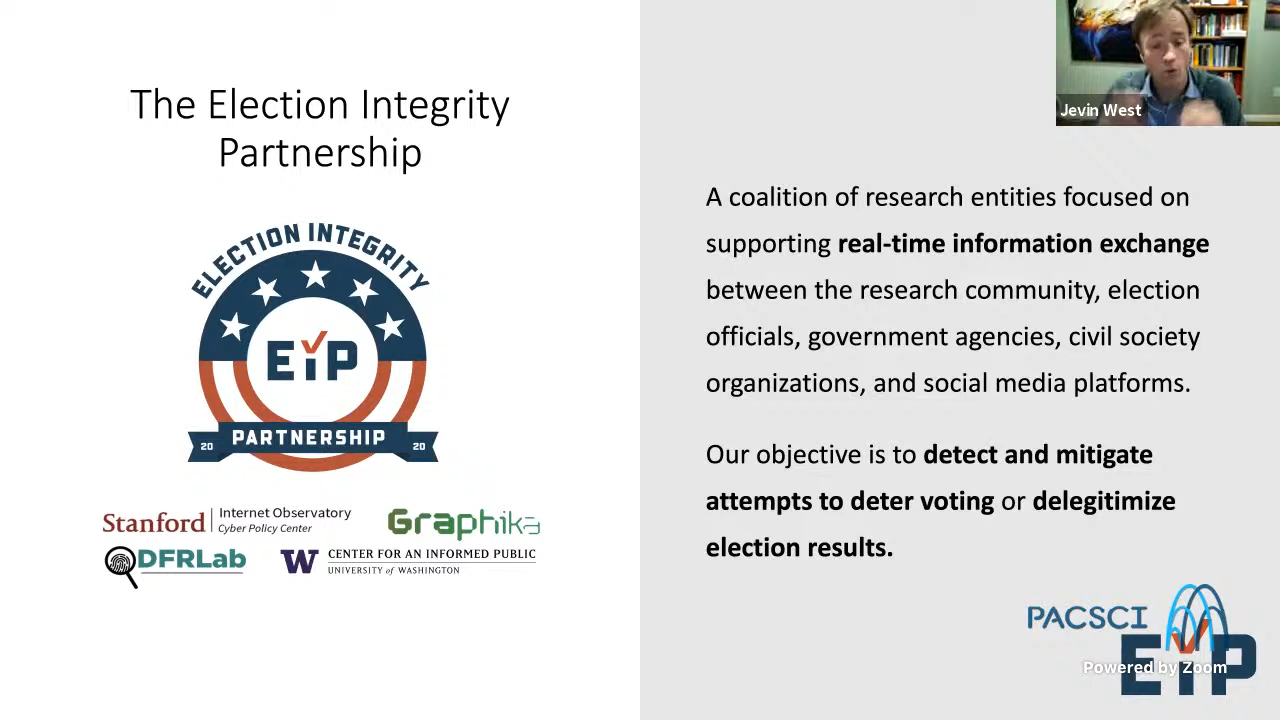 The Election Integrity
Partnership
ELECTION INTEGRITY
EiP
20 PARTNERSHIP 20
Stanford Internet Observatory
Cyber Policy Center
Graphika
DFRLab
W CENTER FOR AN INFORMED PUBLIC
UNIVERSITY of WASHINGTON
Jevin West
A coalition of research entities focused on
supporting real-time information exchange
between the research community, election
officials, government agencies, civil society
organizations, and social media platforms.
Our objective is to detect and mitigate
attempts to deter voting or delegitimize
election results.
PACSCI
EiP
Powered by Zoom